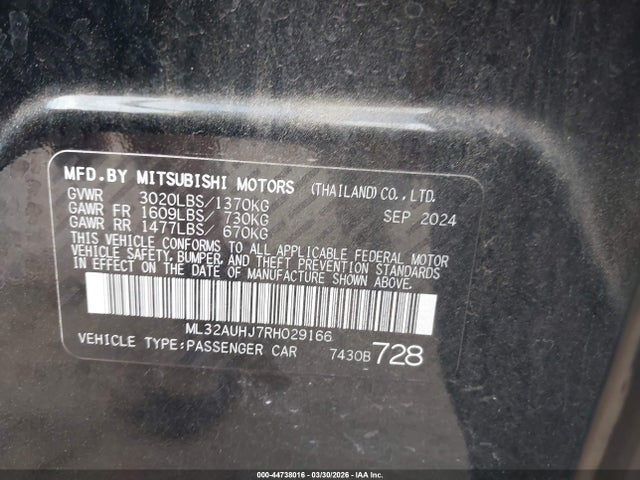 MFD.BY MITSUBISHI MOTORS (THAILAND)CO.,LTD.
GVWR 3020LBS/1370KG SEP 2024
GAWR FR 1609LBS/ 730KG
GAWR RR 1477LBS/ 670KG
THIS VEHICLE CONFORMS TO ALL APPLICABLE FEDERAL MOTOR
VEHICLE SAFETY, BUMPER, AND THEFT PREVENTION STANDARDS
IN EFFECT ON THE DATE OF MANUFACTURE SHOWN ABOVE.
ML32AUHJ7RH029166
VEHICLE TYPE:PASSENGER CAR 7430B 728
000-44738016 - 03/30/2026 - IAA Inc.